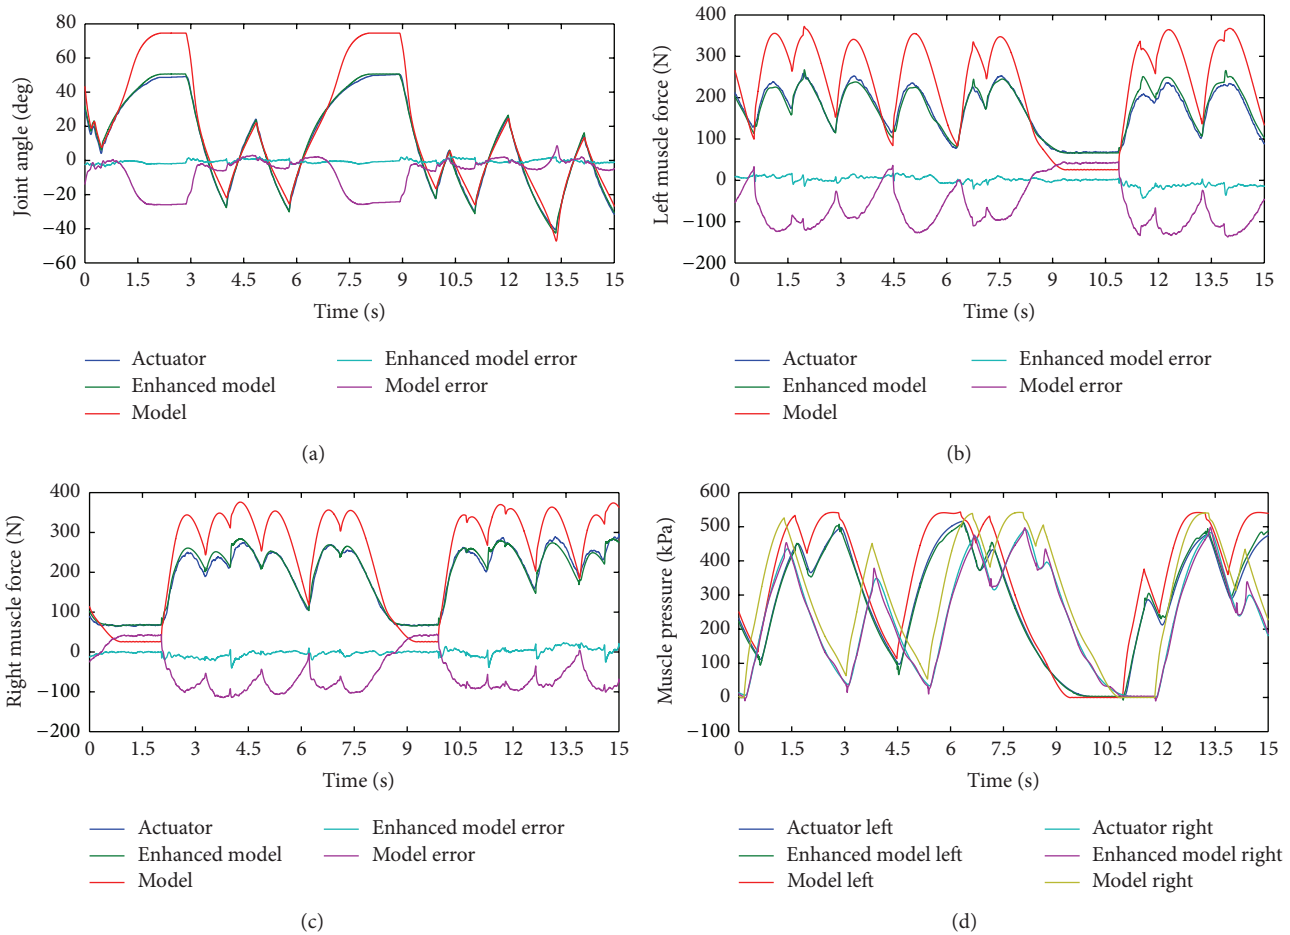 80
60
40
20
0
−20
−40
−60
Joint angle (deg)
0 1.5 3 4.5 6 7.5 9 10.5 12 13.5 15
Time (s)
Actuator
Enhanced model
Model
Enhanced model error
Model error
(a)
400
300
200
100
0
−100
−200
Left muscle force (N)
0 1.5 3 4.5 6 7.5 9 10.5 12 13.5 15
Time (s)
Actuator
Enhanced model
Model
Enhanced model error
Model error
(b)
400
300
200
100
0
−100
−200
Right muscle force (N)
0 1.5 3 4.5 6 7.5 9 10.5 12 13.5 15
Time (s)
Actuator
Enhanced model
Model
Enhanced model error
Model error
(c)
600
500
400
300
200
100
0
−100
Muscle pressure (kPa)
0 1.5 3 4.5 6 7.5 9 10.5 12 13.5 15
Time (s)
Actuator left
Enhanced model left
Model left
Actuator right
Enhanced model right
Model right
(d)